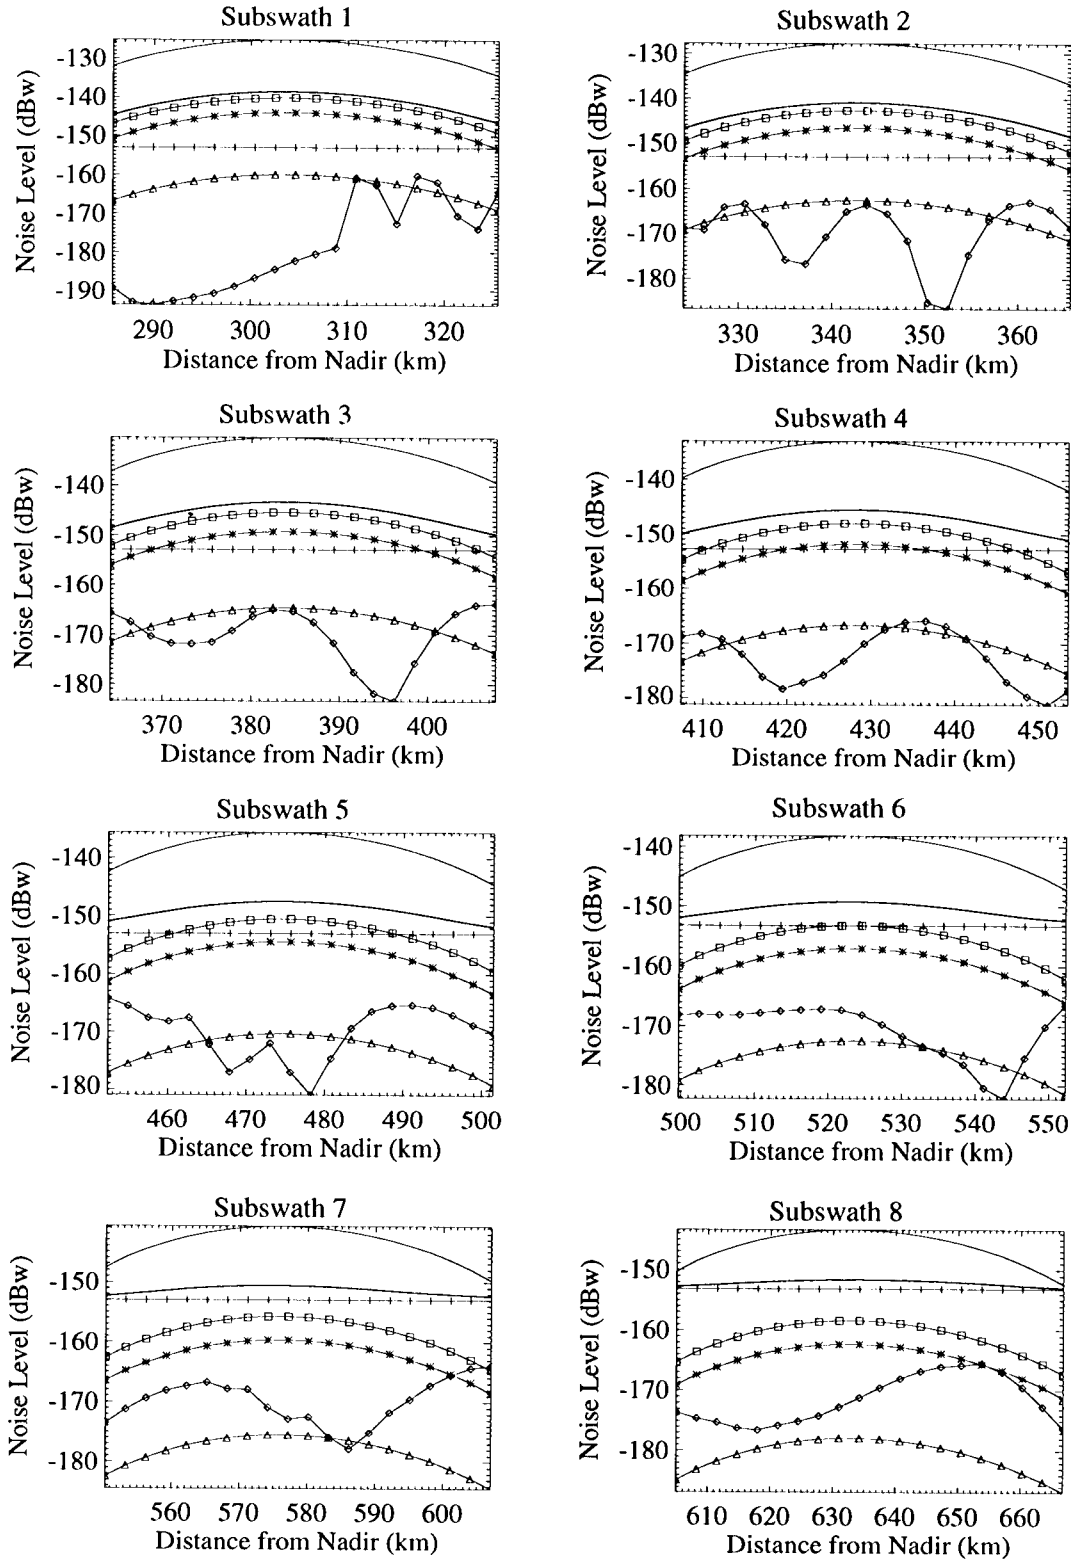 Subswath 1
Noise Level (dBw)
-125
-130
-140
-150
-160
-170
-180
-190
290 300 310 320
Distance from Nadir (km)
Subswath 2
Noise Level (dBw)
-130
-140
-150
-160
-170
-180
330 340 350 360
Distance from Nadir (km)
Subswath 3
Noise Level (dBw)
-140
-150
-160
-170
-180
370 380 390 400
Distance from Nadir (km)
Subswath 4
Noise Level (dBw)
-140
-150
-160
-170
-180
410 420 430 440 450
Distance from Nadir (km)
Subswath 5
Noise Level (dBw)
-140
-150
-160
-170
-180
460 470 480 490 500
Distance from Nadir (km)
Subswath 6
Noise Level (dBw)
-140
-150
-160
-170
-180
500 510 520 530 540 550
Distance from Nadir (km)
Subswath 7
Noise Level (dBw)
-150
-160
-170
-180
560 570 580 590 600
Distance from Nadir (km)
Subswath 8
Noise Level (dBw)
-150
-160
-170
-180
610 620 630 640 650 660
Distance from Nadir (km)